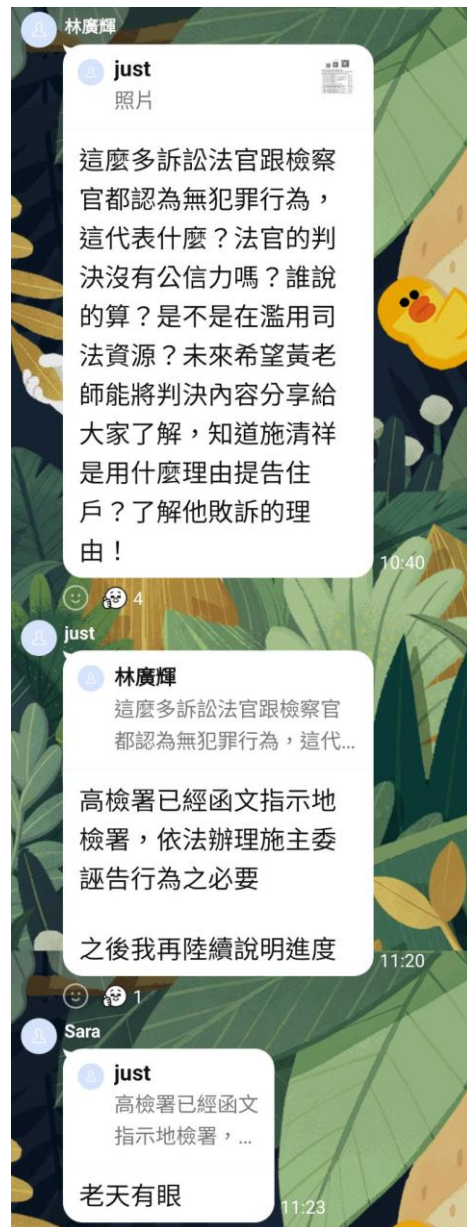 林廣輝
just
照片
這麼多訴訟法官跟檢察
官都認為無犯罪行為，
這代表什麼？法官的判
決沒有公信力嗎？誰說
的算？是不是在濫用司
法資源？未來希望黃老
師能將判決內容分享給
大家了解，知道施清祥
是用什麼理由提告住
戶？了解他敗訴的理
由！
10:40
4
just
林廣輝
這麼多訴訟法官跟檢察官
都認為無犯罪行為，這代...
高檢署已經函文指示地
檢署，依法辦理施主委
誣告行為之必要
之後我再陸續說明進度
11:20
1
Sara
just
高檢署已經函文
指示地檢署，...
老天有眼
11:23